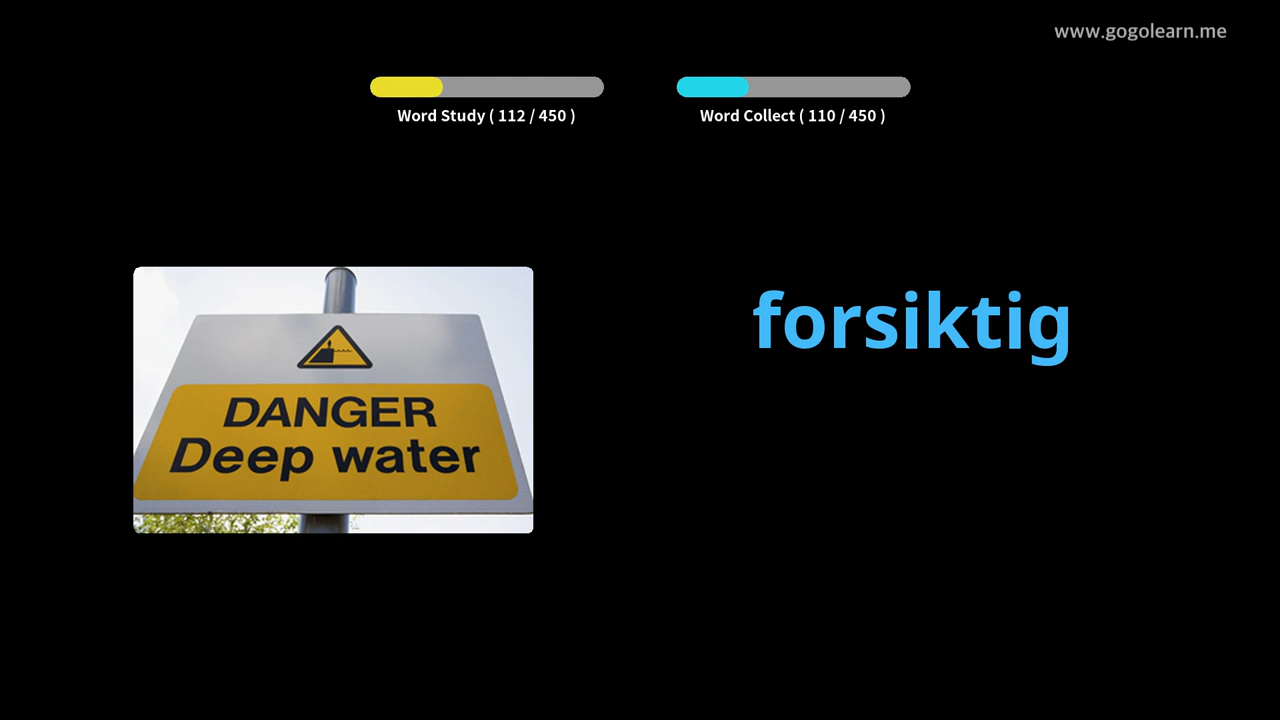 www.gogolearn.me
Word Study ( 112 / 450 )
Word Collect ( 110 / 450 )
DANGER
Deep water
forsiktig